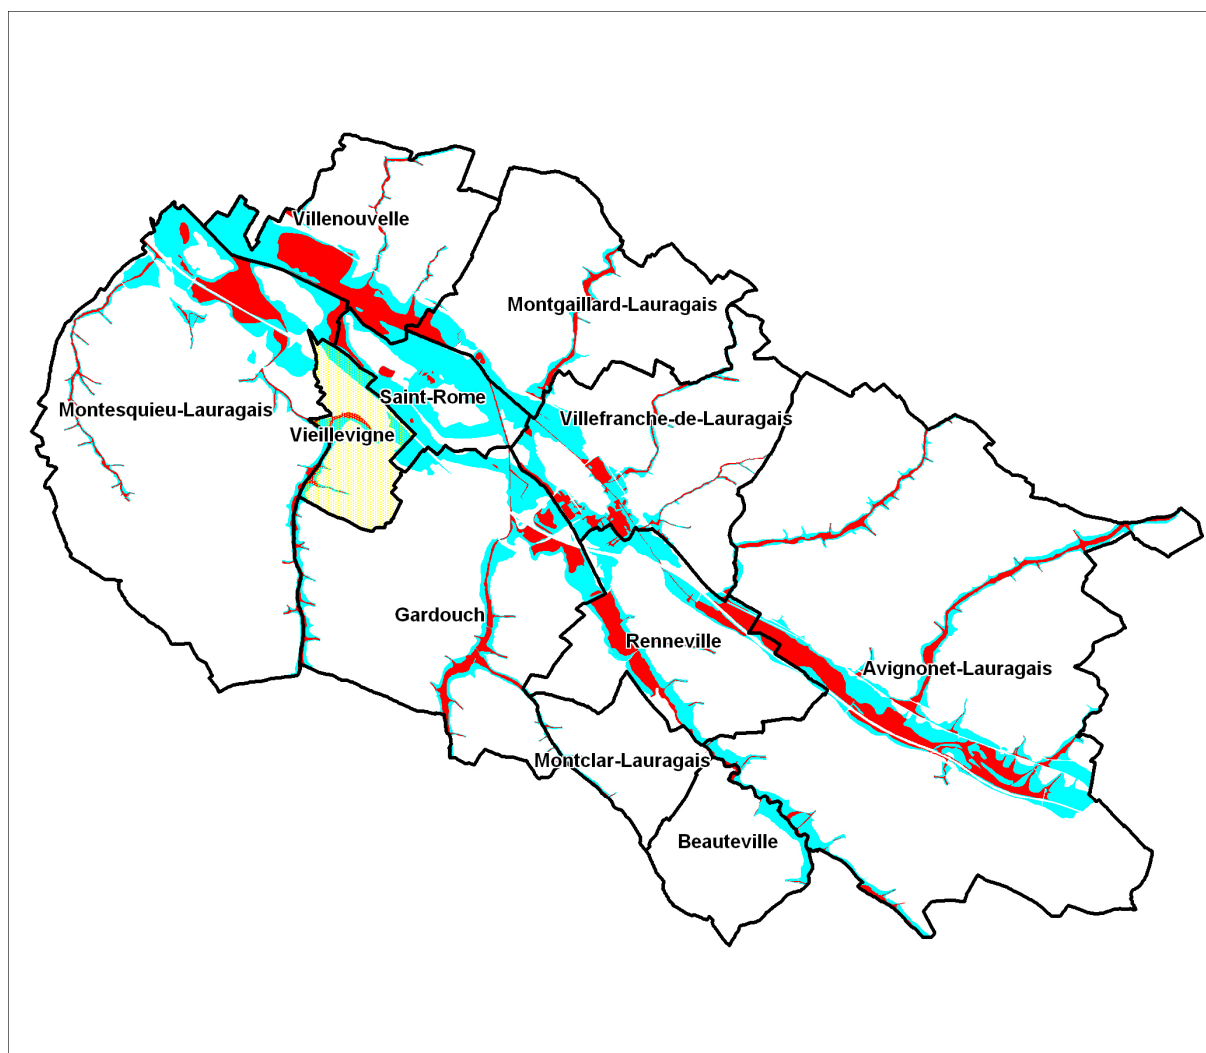 Villenouvelle
Montgaillard-Lauragais
Saint-Rome
Montesquieu-Lauragais
Villefranche-de-Lauragais
Vieillevigne
Gardouch
Renneville
Avignonet-Lauragais
Montclar-Lauragais
Beauteville